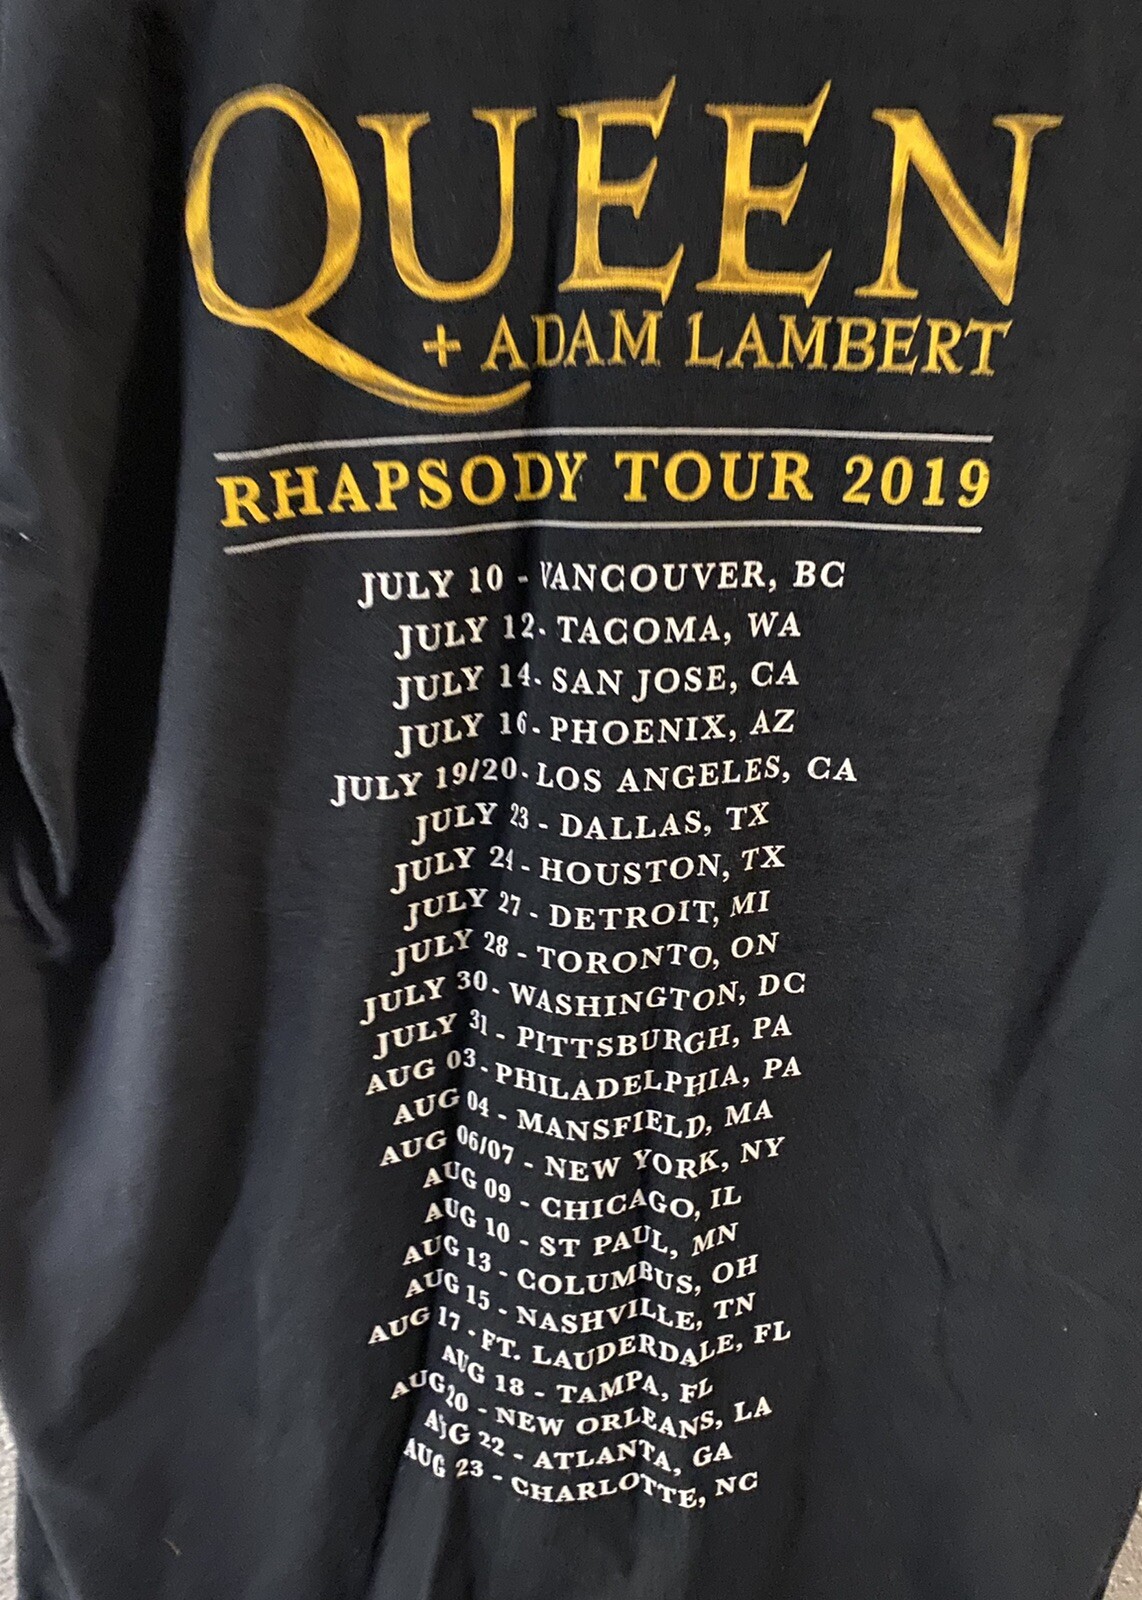 QUEEN
+ ADAM LAMBERT
RHAPSODY TOUR 2019
JULY 10 - VANCOUVER, BC
JULY 12 - TACOMA, WA
JULY 14 - SAN JOSE, CA
JULY 16 - PHOENIX, AZ
JULY 19/20 - LOS ANGELES, CA
JULY 23 - DALLAS, TX
JULY 24 - HOUSTON, TX
JULY 27 - DETROIT, MI
JULY 28 - TORONTO, ON
JULY 30 - WASHINGTON, DC
JULY 31 - PITTSBURGH, PA
AUG 03 - PHILADELPHIA, PA
AUG 04 - MANSFIELD, MA
AUG 06/07 - NEW YORK, NY
AUG 09 - CHICAGO, IL
AUG 10 - ST PAUL, MN
AUG 13 - COLUMBUS, OH
AUG 15 - NASHVILLE, TN
AUG 17 - FT. LAUDERDALE, FL
AUG 18 - TAMPA, FL
AUG 20 - NEW ORLEANS, LA
AUG 22 - ATLANTA, GA
AUG 23 - CHARLOTTE, NC